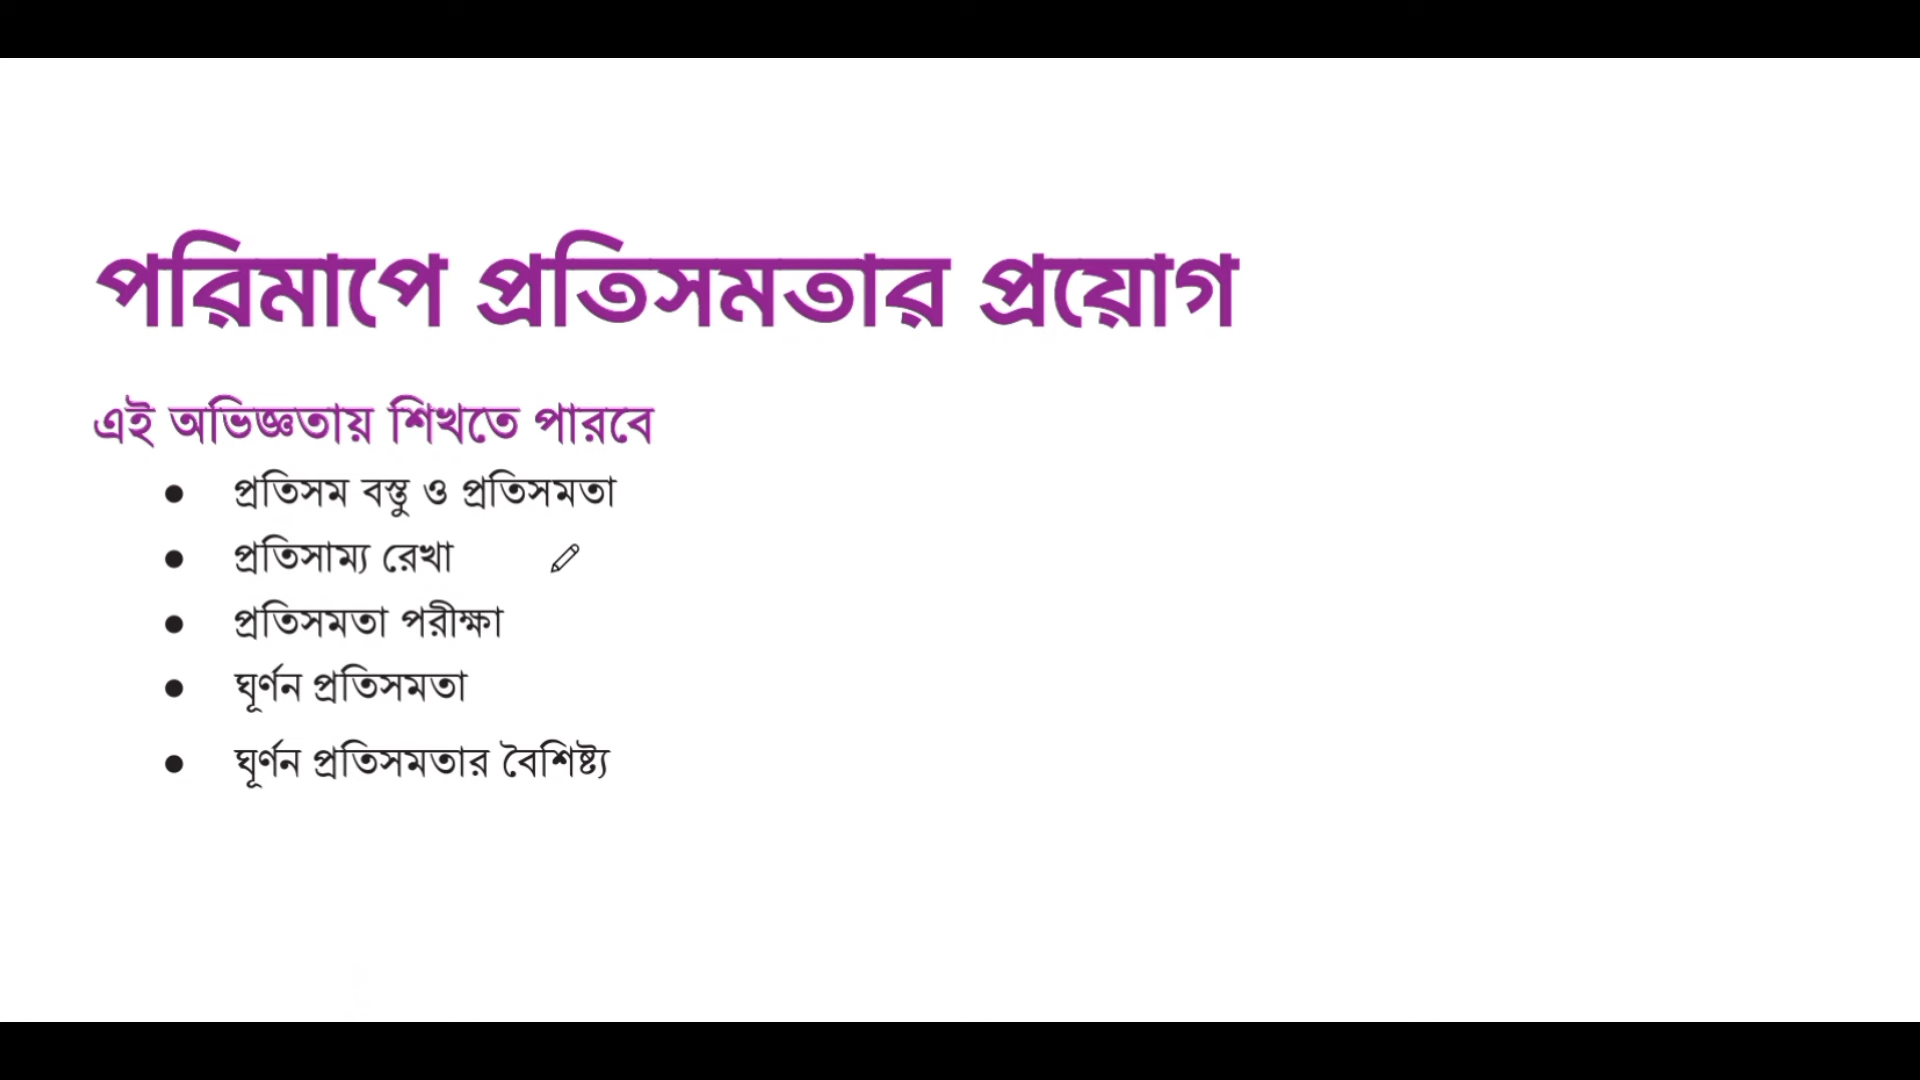 পরিমাপে প্রতিসমতার প্রয়োগ
এই অভিজ্ঞতায় শিখতে পারবে
● প্রতিসম বস্তু ও প্রতিসমতা
● প্রতিসাম্য রেখা
● প্রতিসমতা পরীক্ষা
● ঘূর্ণন প্রতিসমতা
● ঘূর্ণন প্রতিসমতার বৈশিষ্ট্য